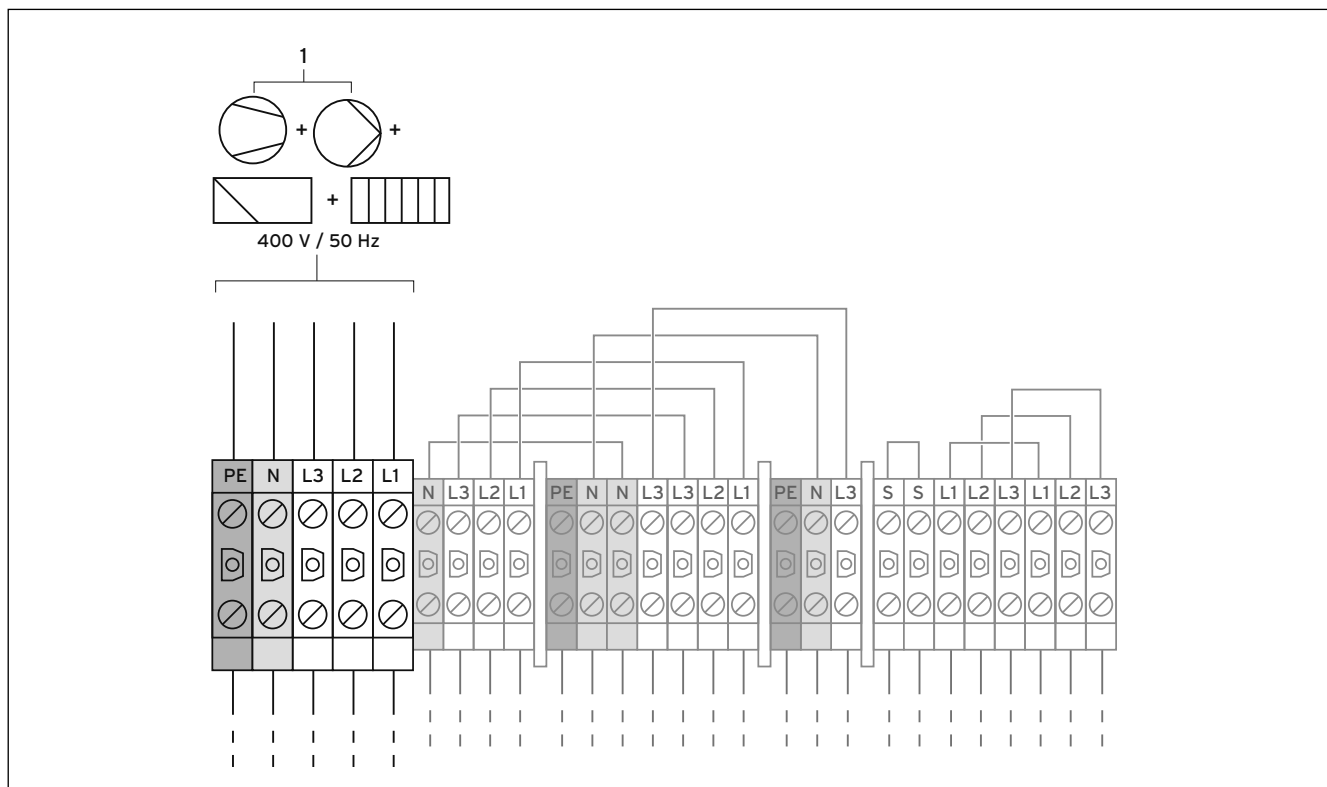 1
+ +
+
400 V / 50 Hz
PE N L3 L2 L1
N L3 L2 L1 PE N N L3 L3 L2 L1 PE N L3 S S L1 L2 L3 L1 L2 L3